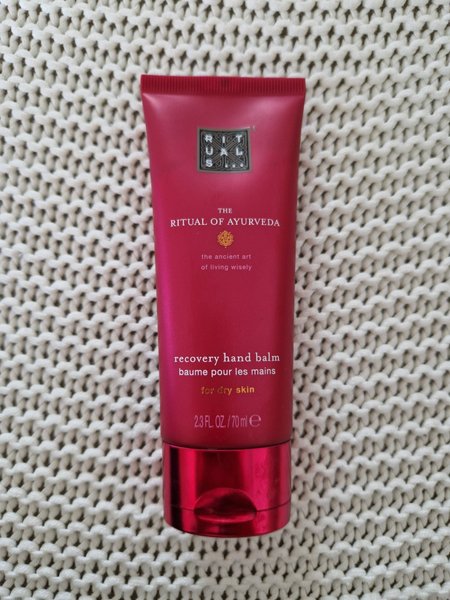 RIT
UAL
S...
THE
RITUAL OF AYURVEDA
the ancient art
of living wisely
recovery hand balm
baume pour les mains
for dry skin
2.3 FL. OZ. / 70 ml ℮